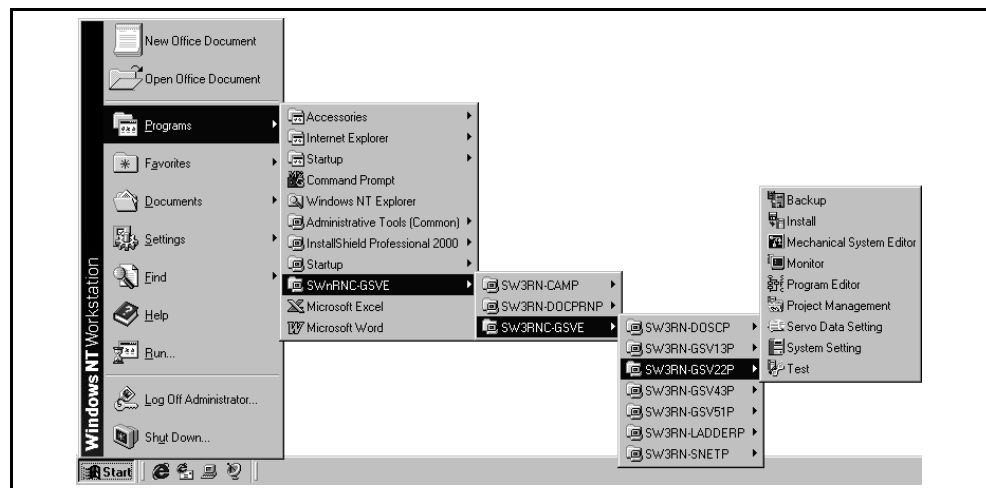 New Office Document
Open Office Document
Programs
Favorites
Documents
Settings
Find
Help
Run...
Log Off Administrator...
Shut Down...
Windows NT Workstation
Start
Accessories
Internet Explorer
Startup
Command Prompt
Windows NT Explorer
Administrative Tools (Common)
InstallShield Professional 2000
Startup
SWnRNC-GSVE
Microsoft Excel
Microsoft Word
SW3RN-CAMP
SW3RN-DOCPRNP
SW3RNC-GSVE
SW3RN-DOSCP
SW3RN-GSV13P
SW3RN-GSV22P
SW3RN-GSV43P
SW3RN-GSV51P
SW3RN-LADDERP
SW3RN-SNETP
Backup
Install
Mechanical System Editor
Monitor
Program Editor
Project Management
Servo Data Setting
System Setting
Test